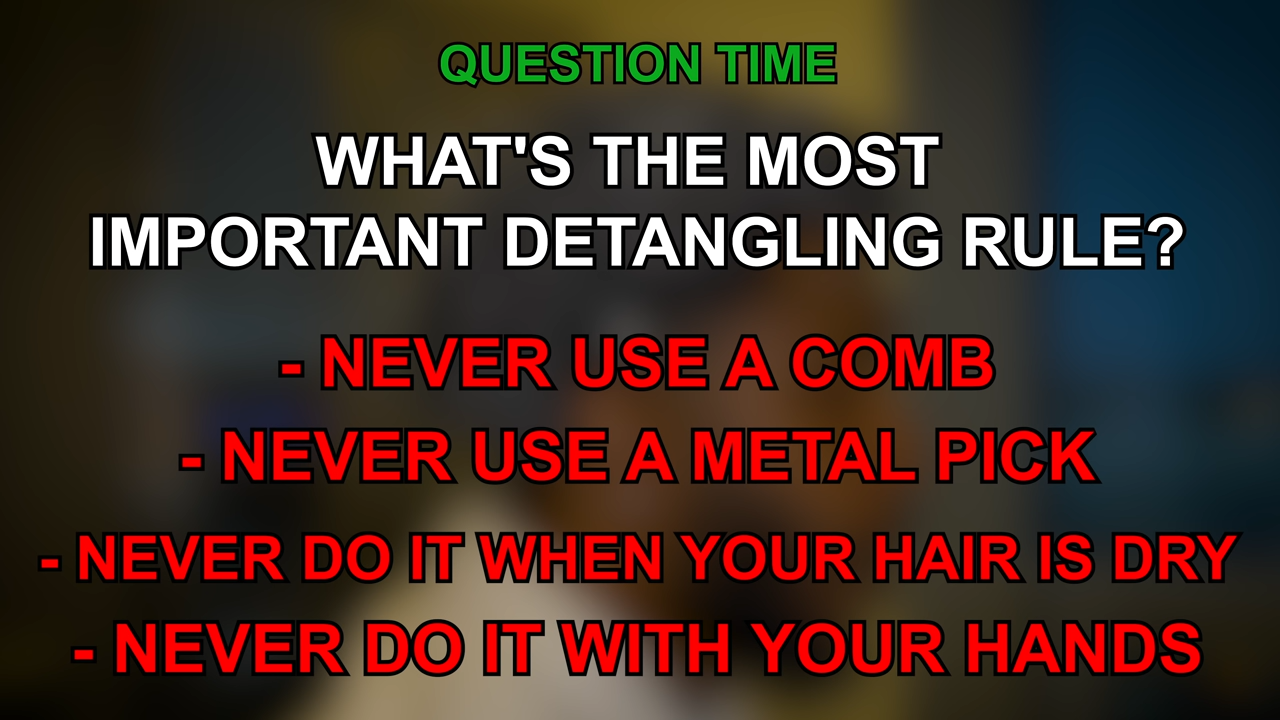 QUESTION TIME
WHAT'S THE MOST
IMPORTANT DETANGLING RULE?
- NEVER USE A COMB
- NEVER USE A METAL PICK
- NEVER DO IT WHEN YOUR HAIR IS DRY
- NEVER DO IT WITH YOUR HANDS